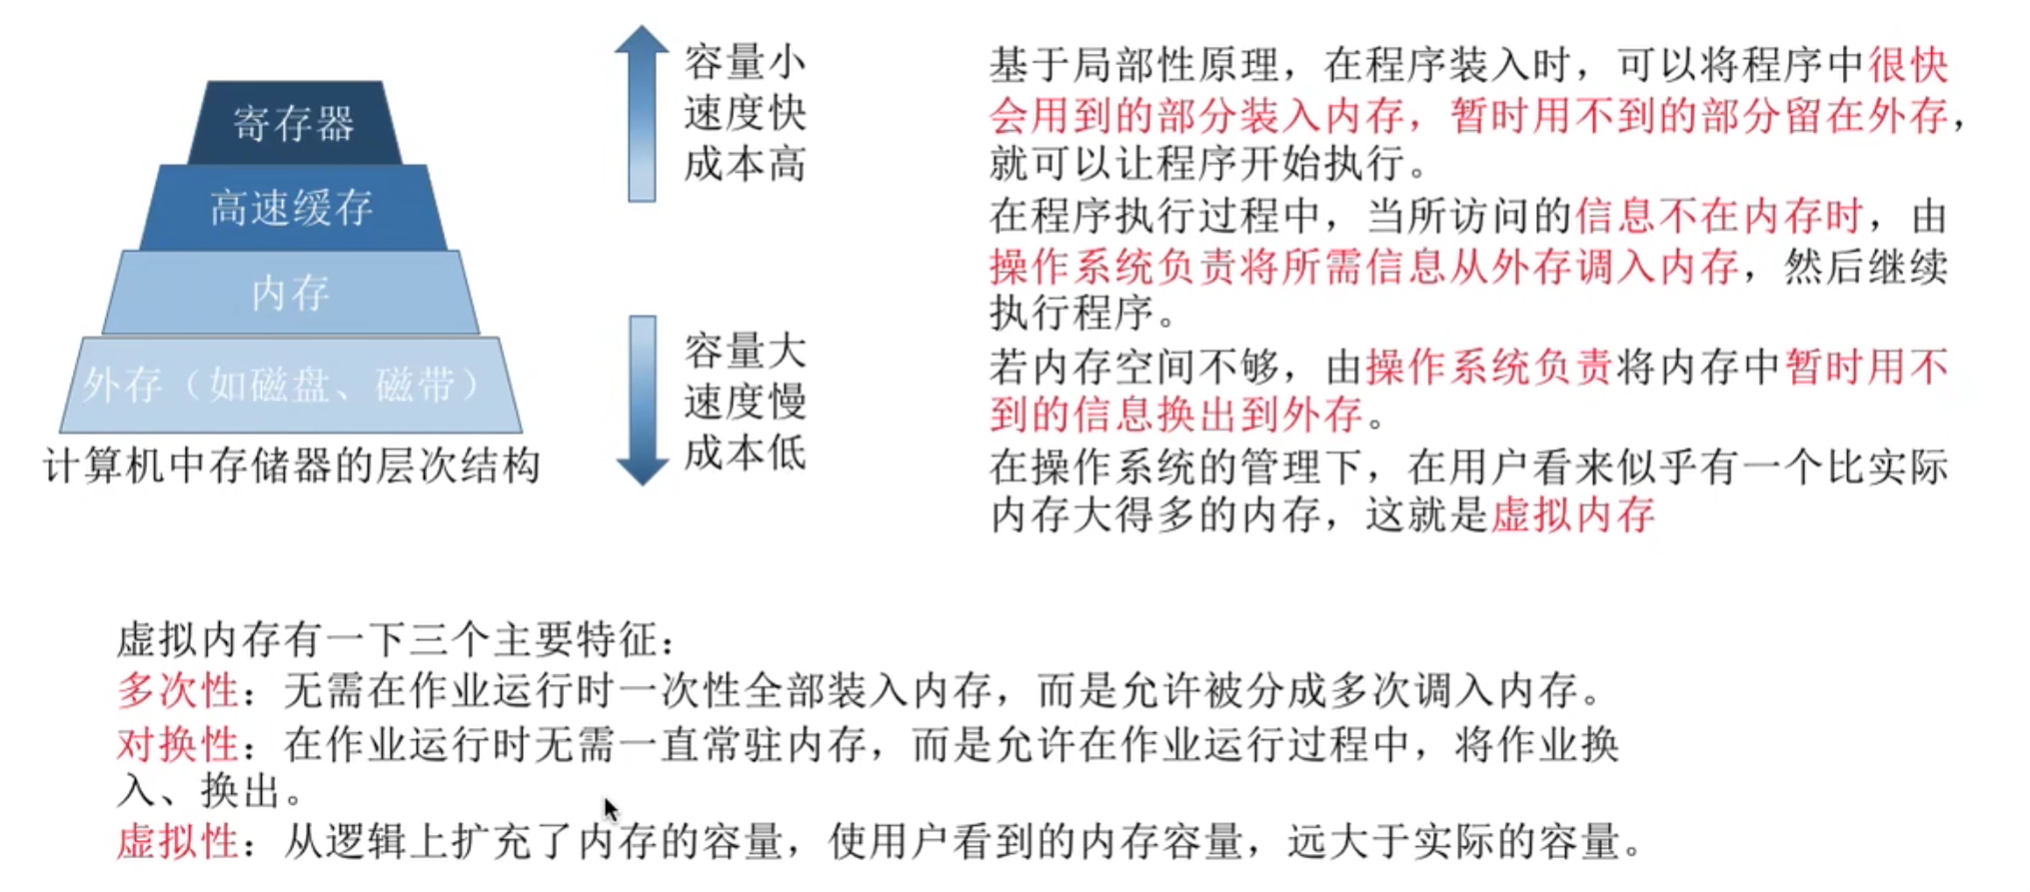 寄存器
高速缓存
内存
外存（如磁盘、磁带）
计算机中存储器的层次结构
容量小
速度快
成本高
容量大
速度慢
成本低
基于局部性原理，在程序装入时，可以将程序中很快
会用到的部分装入内存，暂时用不到的部分留在外存，
就可以让程序开始执行。
在程序执行过程中，当所访问的信息不在内存时，由
操作系统负责将所需信息从外存调入内存，然后继续
执行程序。
若内存空间不够，由操作系统负责将内存中暂时用不
到的信息换出到外存。
在操作系统的管理下，在用户看来似乎有一个比实际
内存大得多的内存，这就是虚拟内存
虚拟内存有一下三个主要特征：
多次性：无需在作业运行时一次性全部装入内存，而是允许被分成多次调入内存。
对换性：在作业运行时无需一直常驻内存，而是允许在作业运行过程中，将作业换
入、换出。
虚拟性：从逻辑上扩充了内存的容量，使用户看到的内存容量，远大于实际的容量。